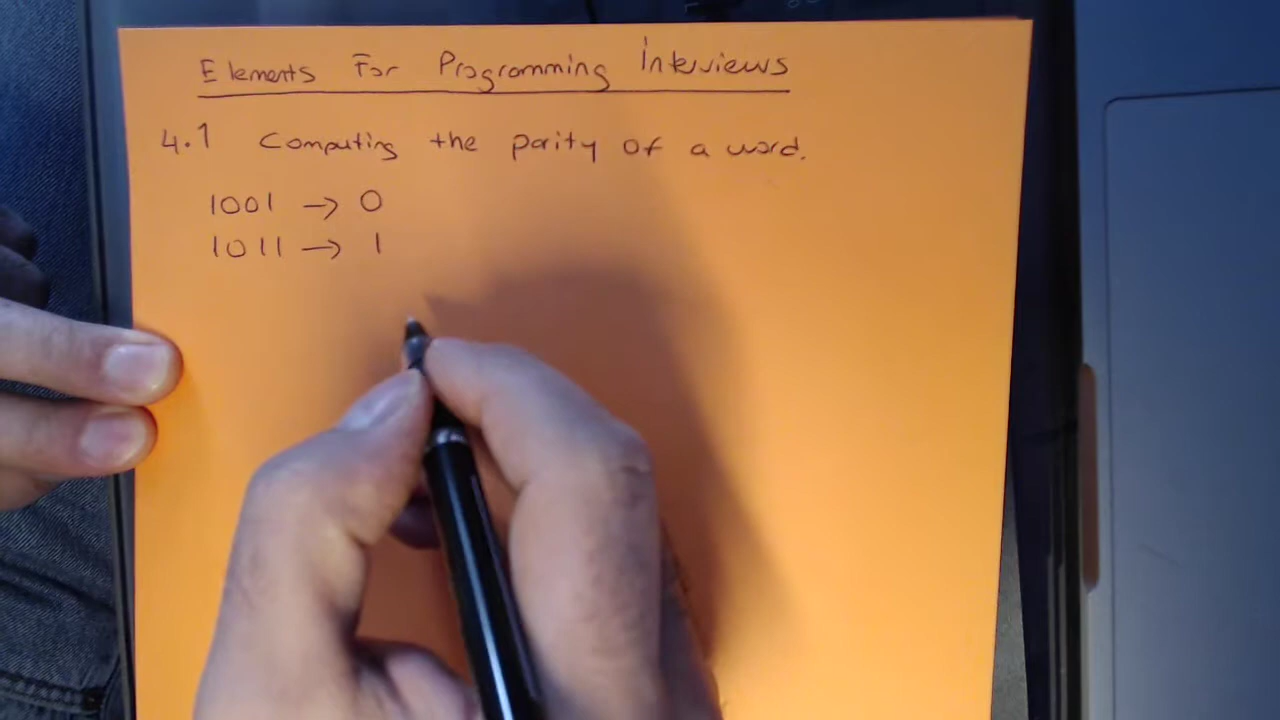 Elements For Programming Interviews
4.1 Computing the parity of a word.
1001 → 0
1011 → 1